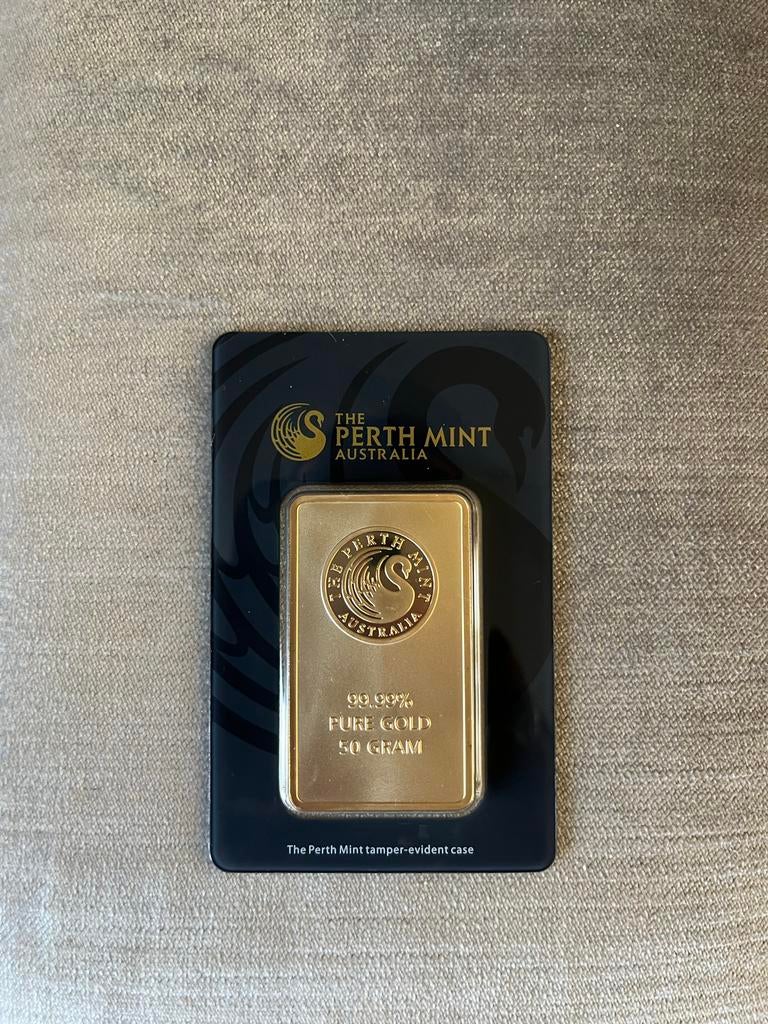 THE
PERTH MINT
AUSTRALIA
THE PERTH MINT
AUSTRALIA
99.99%
PURE GOLD
50 GRAM
The Perth Mint tamper-evident case